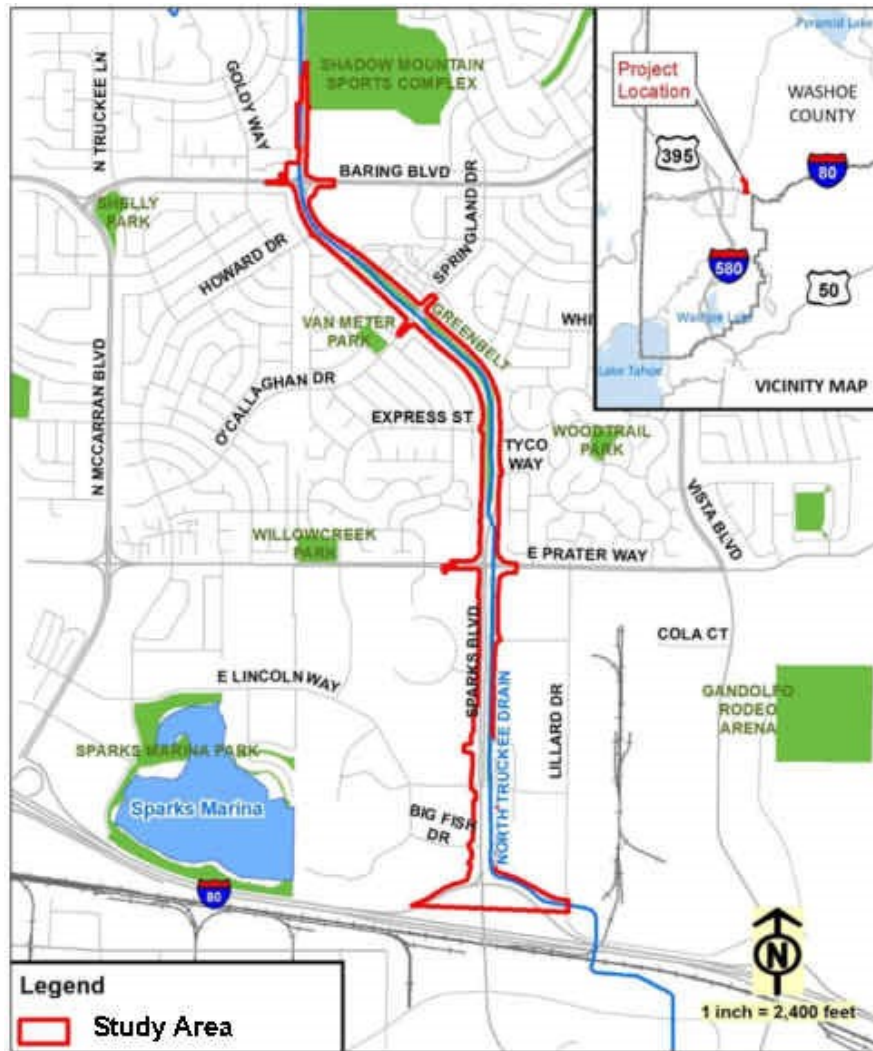 SHADOW MOUNTAIN
SPORTS COMPLEX
N TRUCKEE LN
GOLDY WAY
BARING BLVD
SHELLY
PARK
HOWARD DR
SPRINGLAND DR
VAN METER
PARK
GREENBELT
WHI
O'CALLAGHAN DR
N MCCARRAN BLVD
EXPRESS ST
TYCO
WAY
WOODTRAIL
PARK
VISTA BLVD
WILLOWCREEK
PARK
E PRATER WAY
SPARKS BLVD
COLA CT
E LINCOLN WAY
LILLARD DR
GANDOLFO
RODEO
ARENA
SPARKS MARINA PARK
Sparks Marina
BIG FISH
DR
NORTH TRUCKEE DRAIN
80
Pyramid Lake
Project
Location
WASHOE
COUNTY
395
80
580
50
Washoe Lake
Lake Tahoe
VICINITY MAP
N
1 inch = 2,400 feet
Legend
Study Area